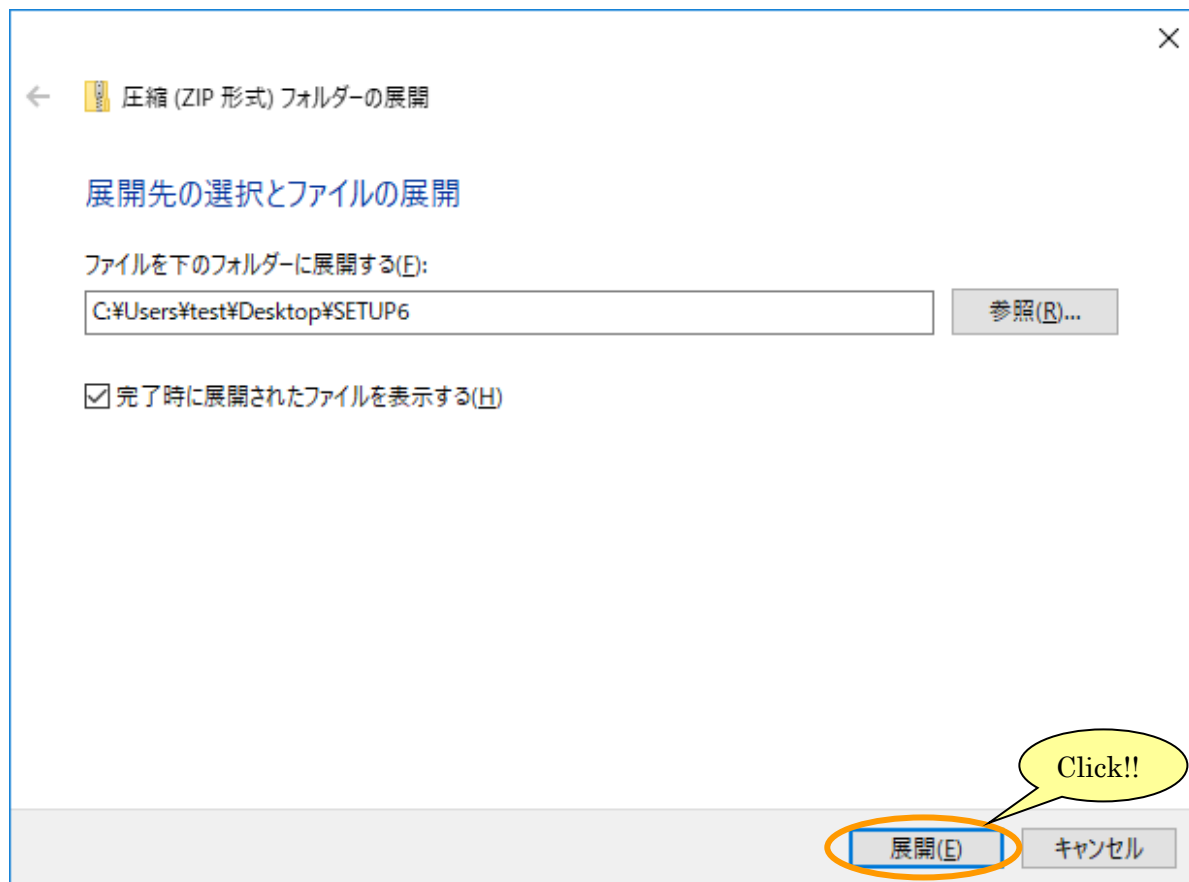 圧縮 (ZIP 形式) フォルダーの展開
展開先の選択とファイルの展開
ファイルを下のフォルダーに展開する(F):
C:¥Users¥test¥Desktop¥SETUP6
参照(R)...
完了時に展開されたファイルを表示する(H)
Click!!
展開(E)
キャンセル